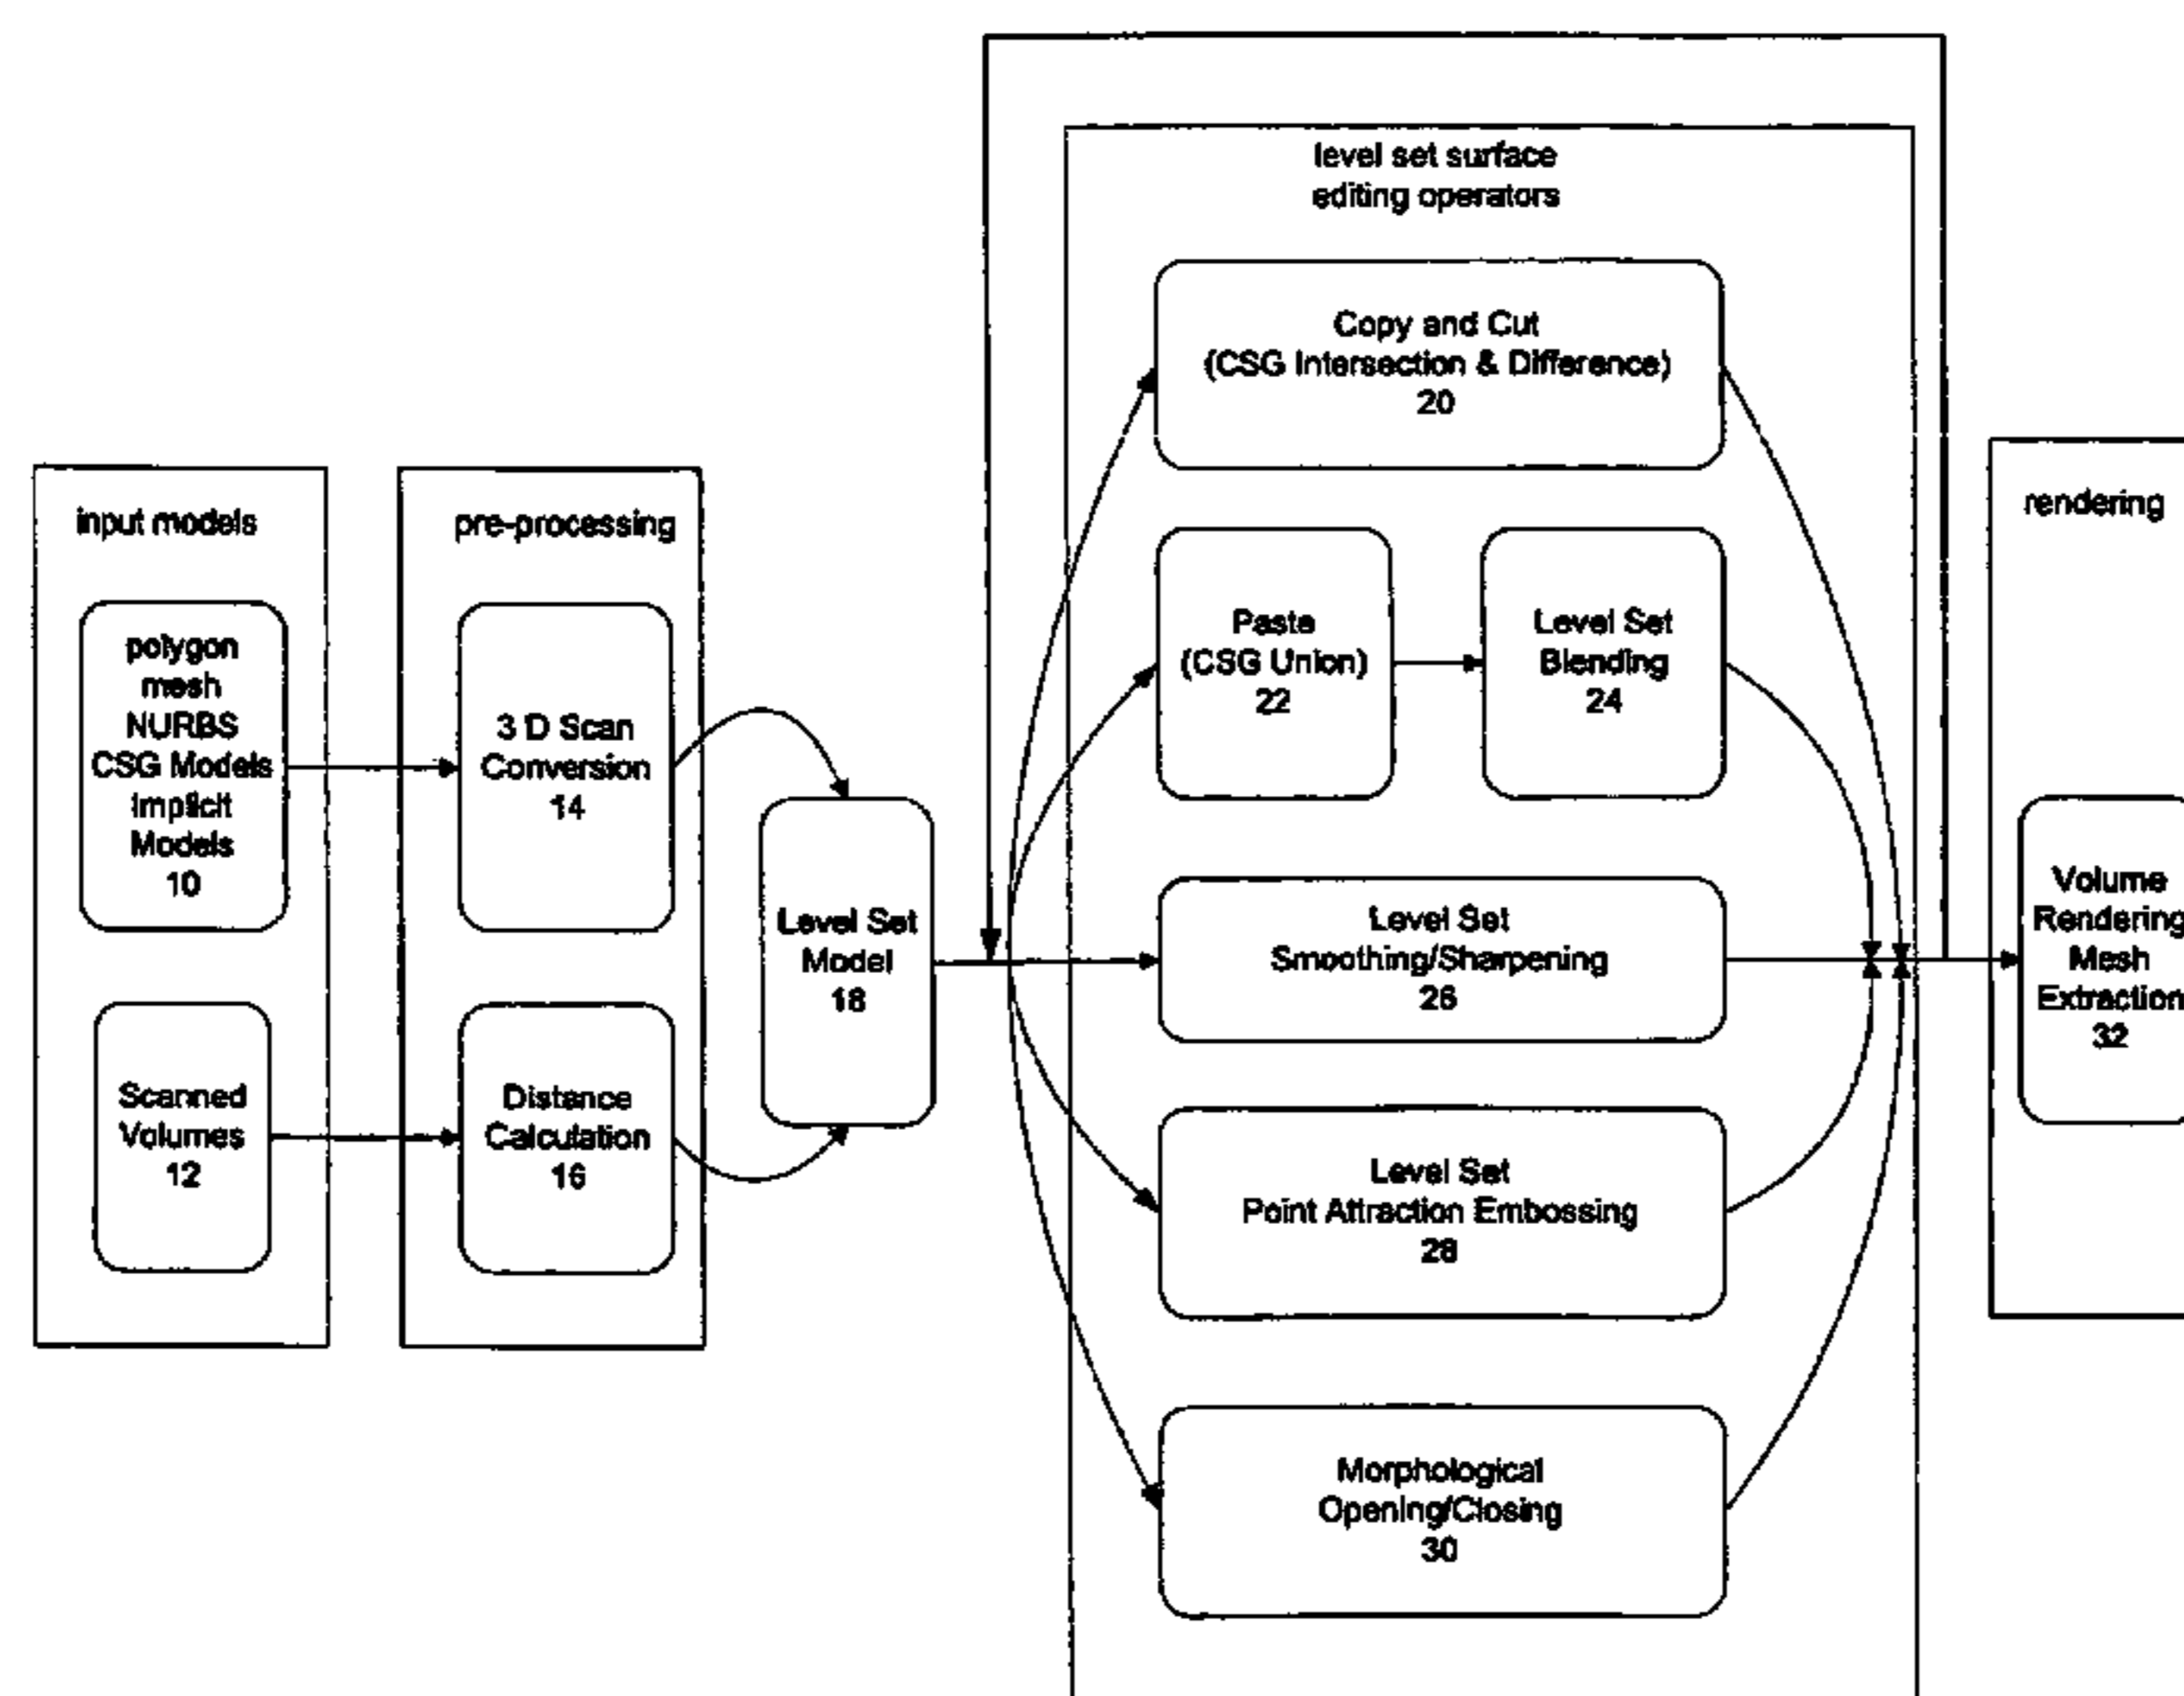 input models
polygon
mesh
NURBS
CSG Models
Implicit
Models
10
Scanned
Volumes
12
pre-processing
3 D Scan
Conversion
14
Distance
Calculation
16
Level Set
Model
18
level set surface
editing operators
Copy and Cut
(CSG Intersection & Difference)
20
Paste
(CSG Union)
22
Level Set
Blending
24
Level Set
Smoothing/Sharpening
26
Level Set
Point Attraction Embossing
28
Morphological
Opening/Closing
30
rendering
Volume
Rendering
Mesh
Extraction
32